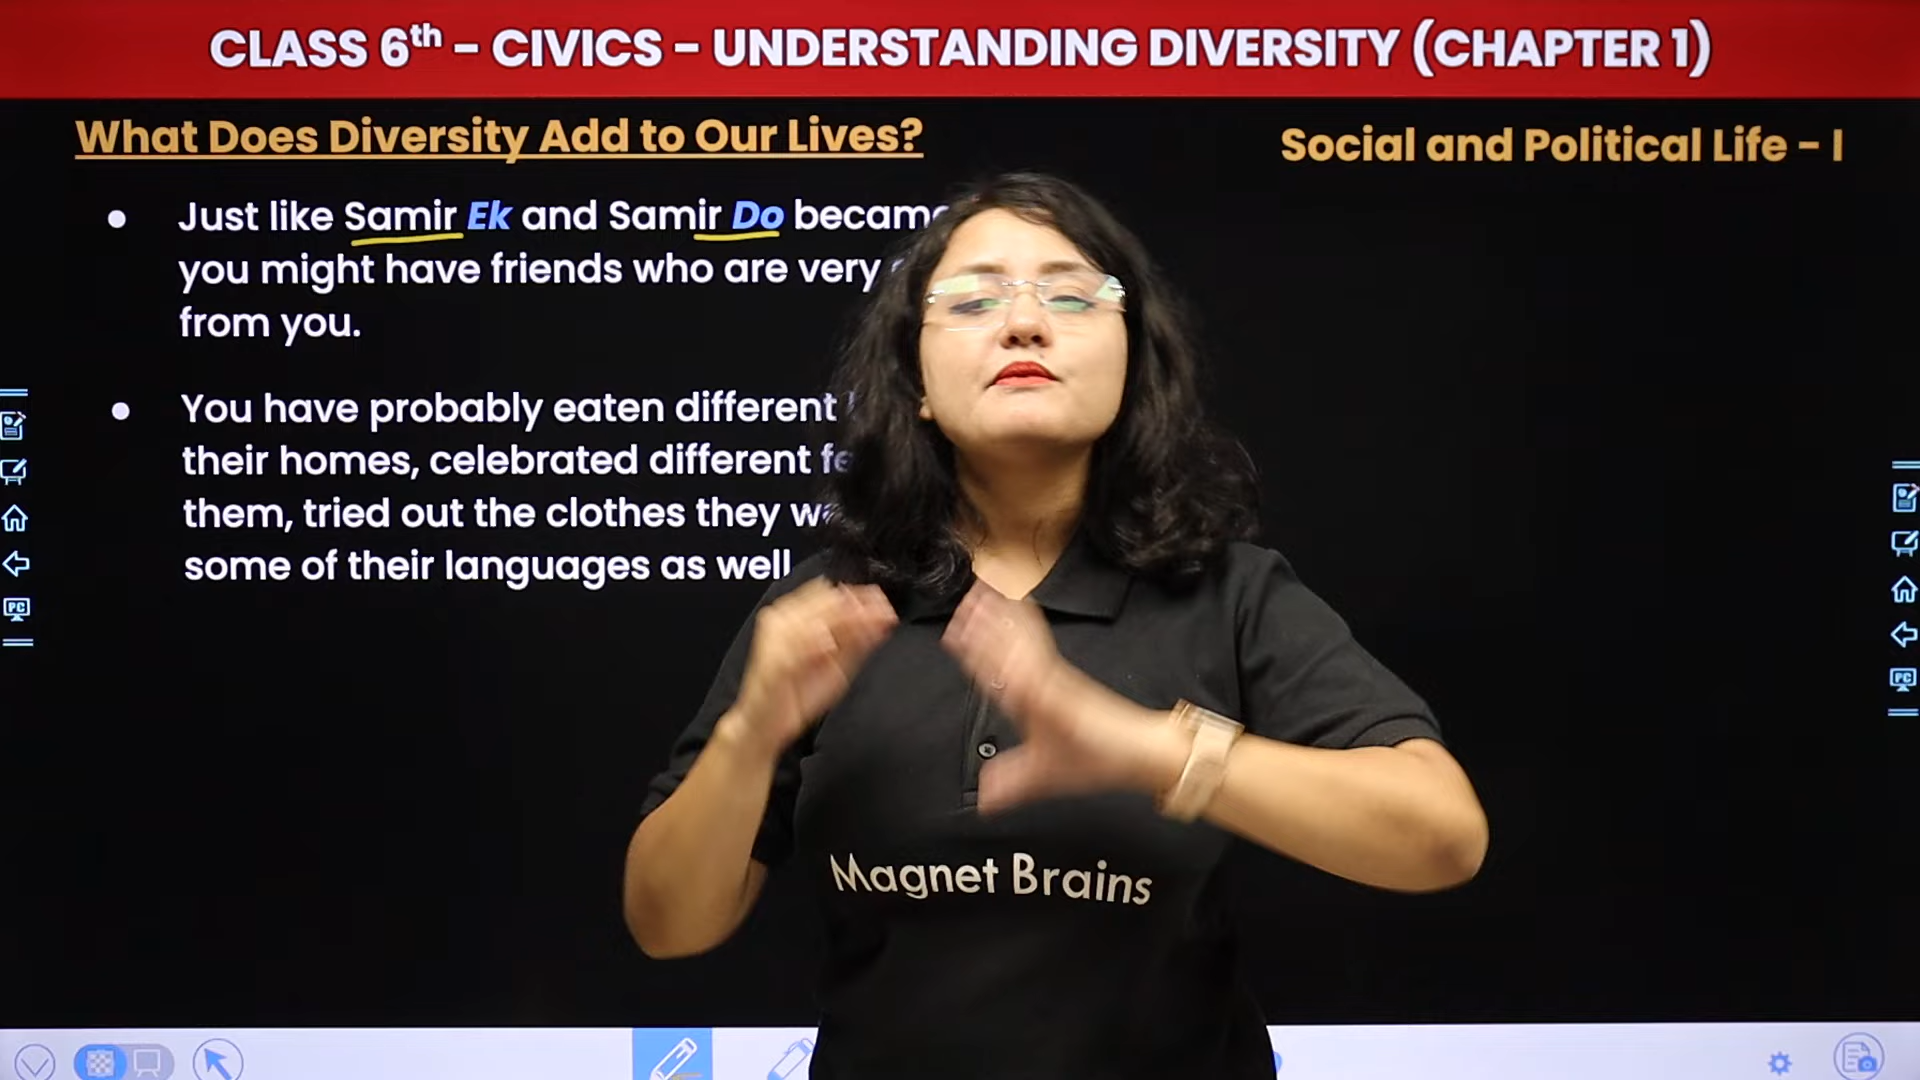 CLASS 6th – CIVICS – UNDERSTANDING DIVERSITY (CHAPTER 1)
What Does Diversity Add to Our Lives?
Social and Political Life – I
● Just like Samir Ek and Samir Do
you might have friends who are very
from you.
● You have probably eaten different
their homes, celebrated different
them, tried out the clothes they
some of their languages as well
PC
PC
Magnet Brains